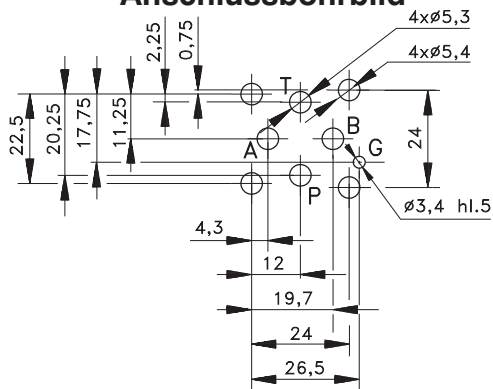 Anschlussbohrbild
4xø5,3
4xø5,4
2,25
0,75
T
22,5
20,25
17,75
11,25
A
B
G
24
P
ø3,4 hl.5
4,3
12
19,7
24
26,5